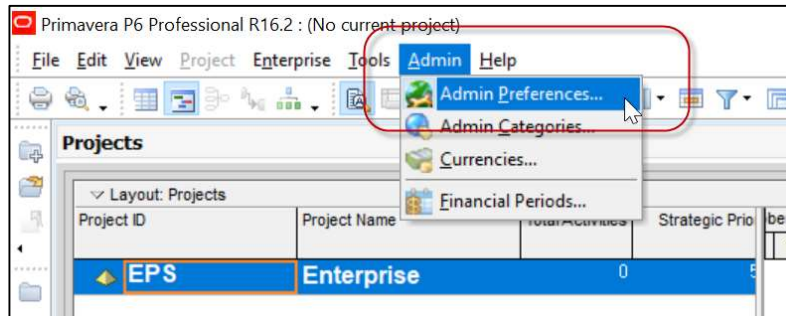 Primavera P6 Professional R16.2 : (No current project)
File Edit View Project Enterprise Tools Admin Help
Admin Preferences...
Admin Categories...
Projects
Currencies...
Layout: Projects
Financial Periods...
Project ID Project Name Total Activities Strategic Prio
EPS Enterprise 0 5